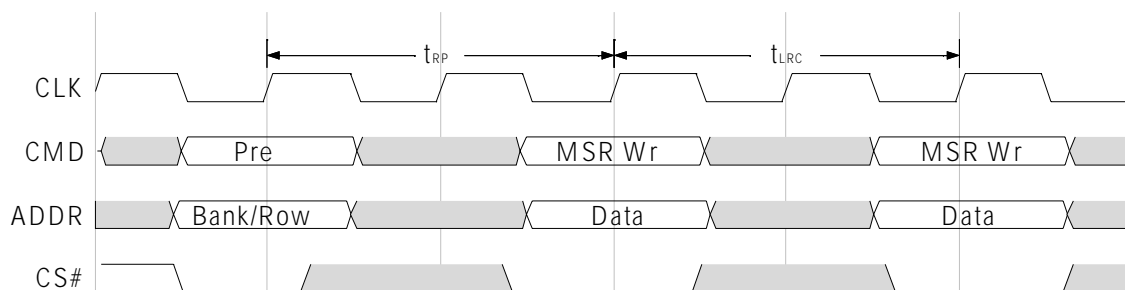 tRP tLRC
CLK
CMD Pre MSR Wr MSR Wr
ADDR Bank/Row Data Data
CS#